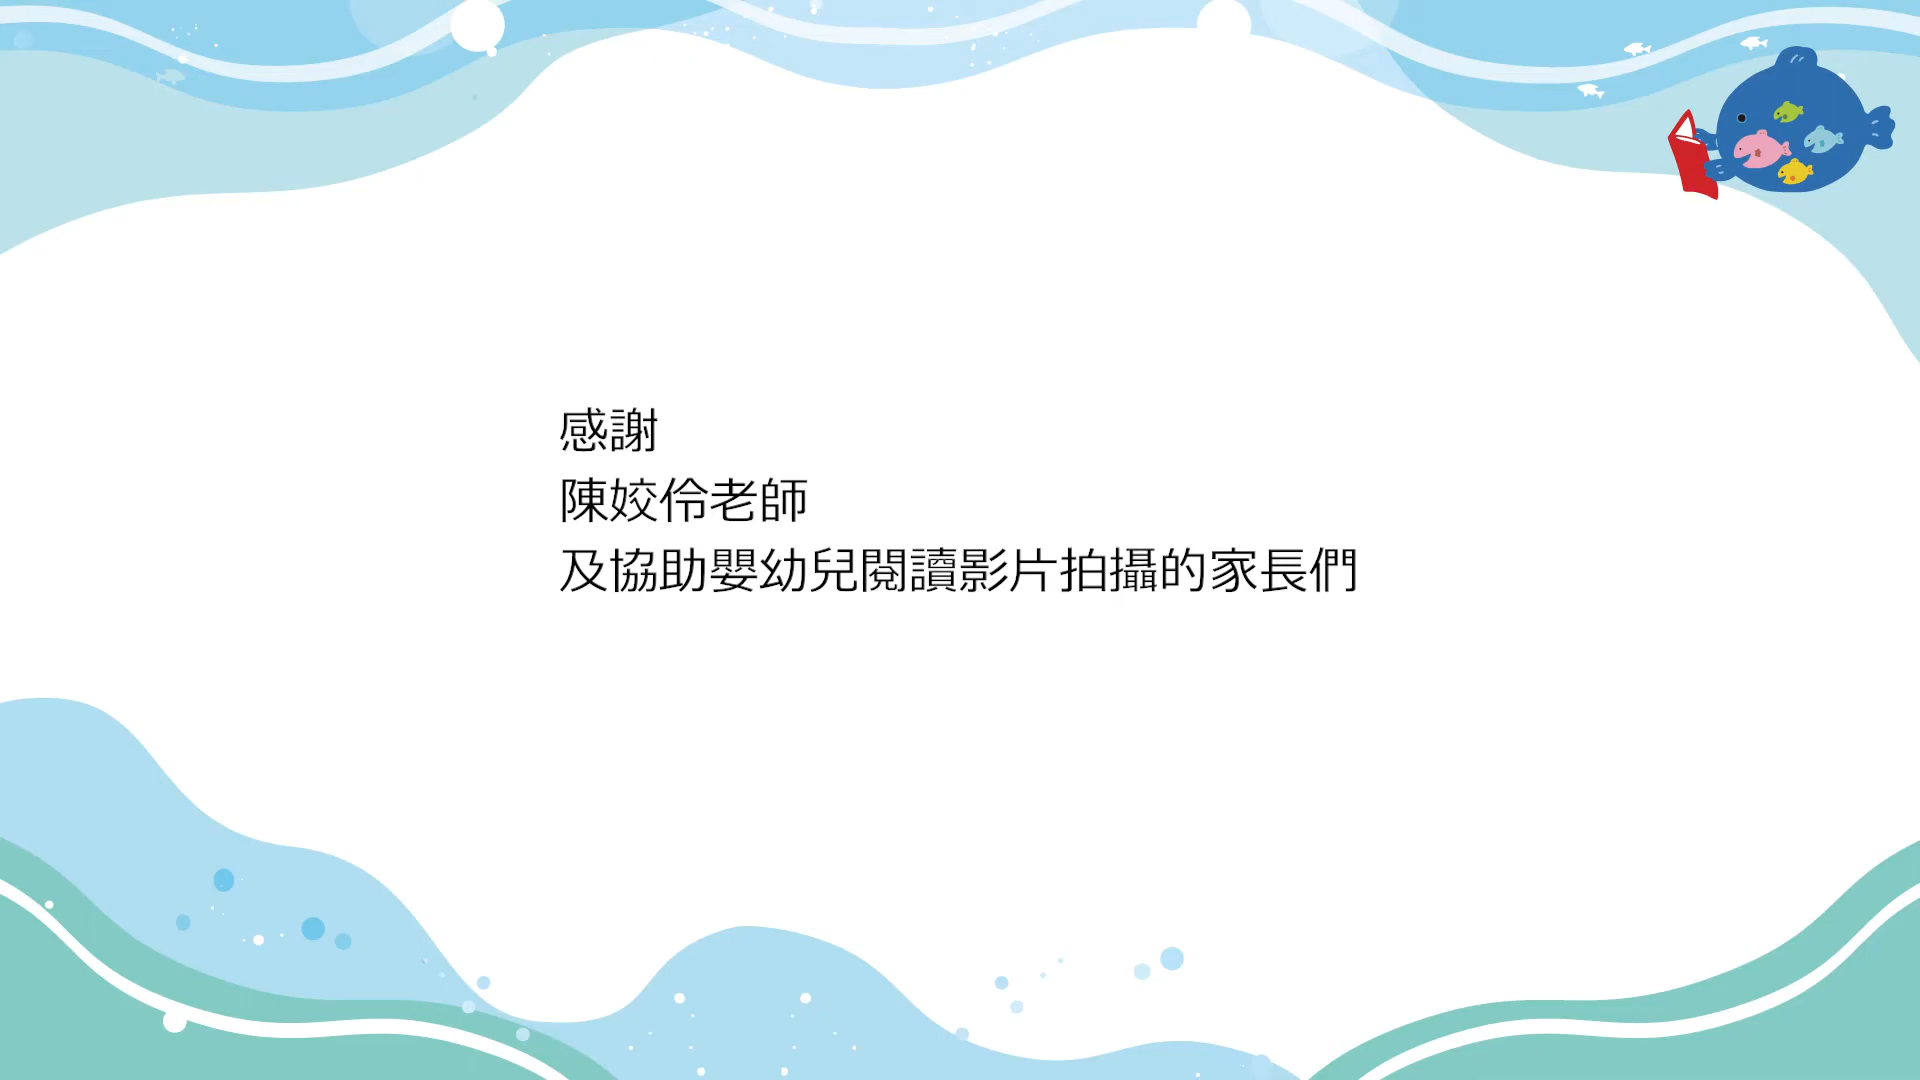 感謝
陳姣伶老師
及協助嬰幼兒閱讀影片拍攝的家長們